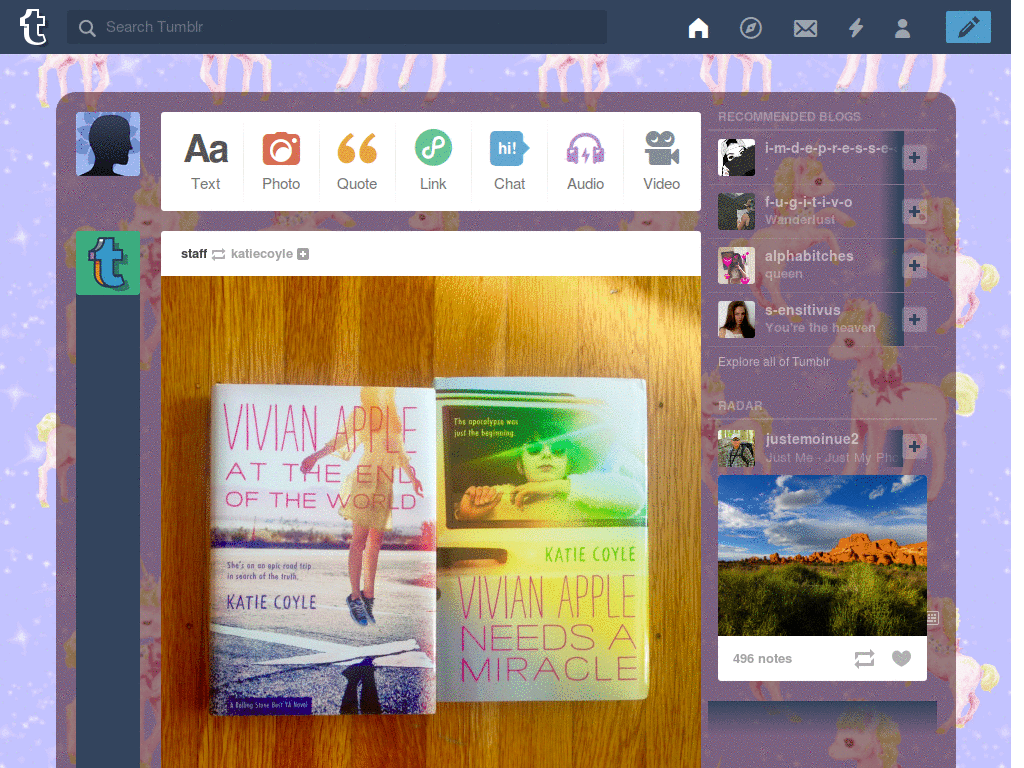 Search Tumblr
Aa
Text
Photo
Quote
Link
hi!
Chat
Audio
Video
staff katiecoyle
VIVIAN APPLE
AT THE END
OF THE WORLD
She's on an epic road trip
in search of the truth.
KATIE COYLE
A Rolling Stone Best YA Novel
The apocalypse was
just the beginning.
KATIE COYLE
VIVIAN APPLE
NEEDS A
MIRACLE
RECOMMENDED BLOGS
i-m-d-e-p-r-e-s-s-e-
.
f-u-g-i-t-i-v-o
Wanderlust
alphabitches
queen
s-ensitivus
You're the heaven
Explore all of Tumblr
RADAR
justemoinue2
Just Me - Just My Ph
496 notes